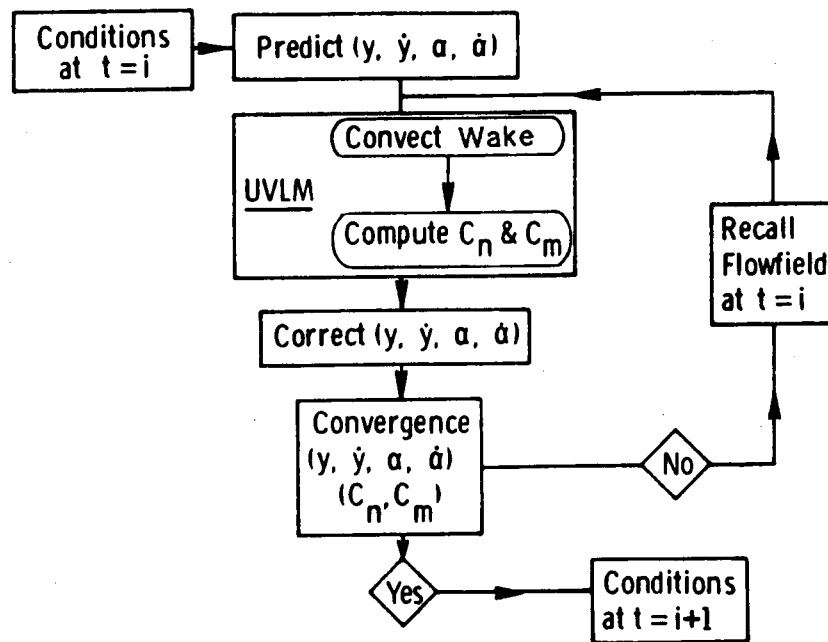 Conditions
at t = i
Predict (y, ẏ, α, α̇)
Convect Wake
UVLM
Compute Cn & Cm
Recall
Flowfield
at t = i
Correct (y, ẏ, α, α̇)
Convergence
(y, ẏ, α, α̇)
(Cn, Cm)
No
Yes
Conditions
at t = i+1